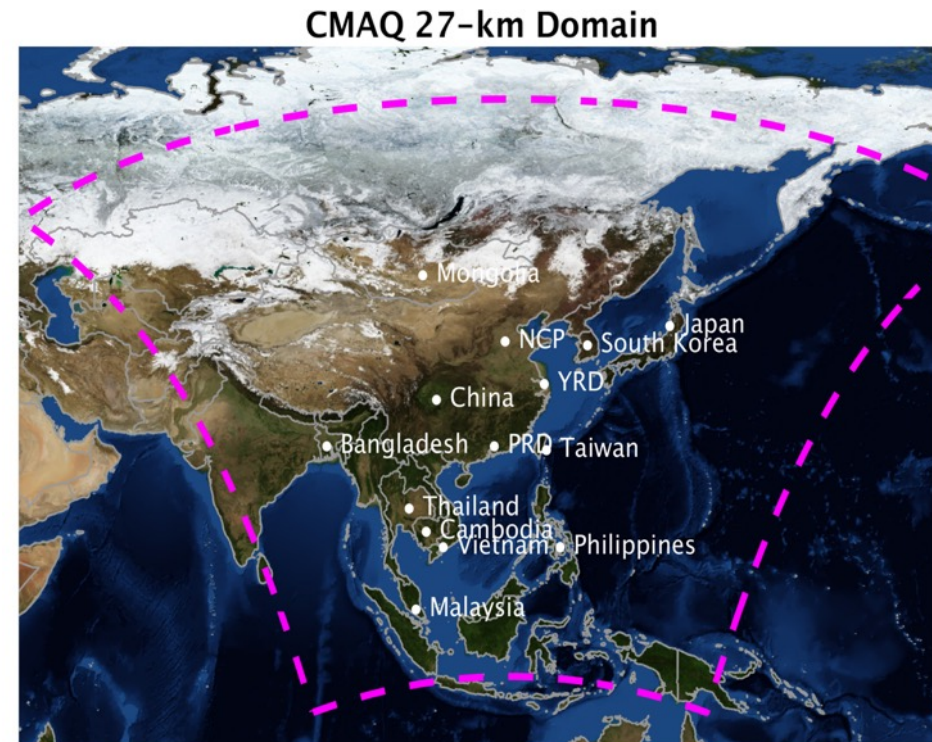 CMAQ 27-km Domain
Mongolia
Japan
NCP
South Korea
YRD
China
Bangladesh
PRD
Taiwan
Thailand
Cambodia
Vietnam
Philippines
Malaysia